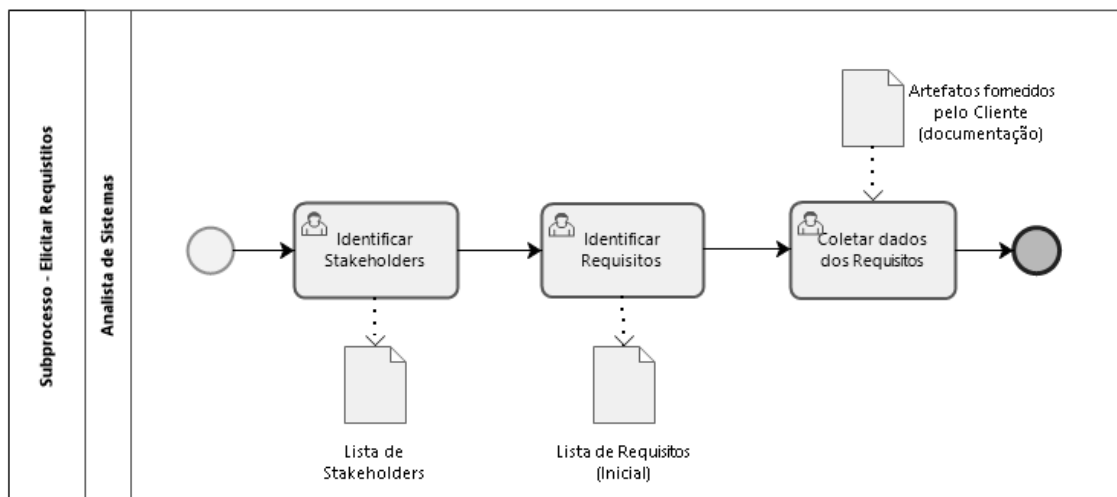 Subprocesso - Elicitar Requistitos
Analista de Sistemas
Artefatos fornecidos
pelo Cliente
(documentação)
Identificar
Stakeholders
Identificar
Requisitos
Coletar dados
dos Requisitos
Lista de
Stakeholders
Lista de Requisitos
(Inicial)